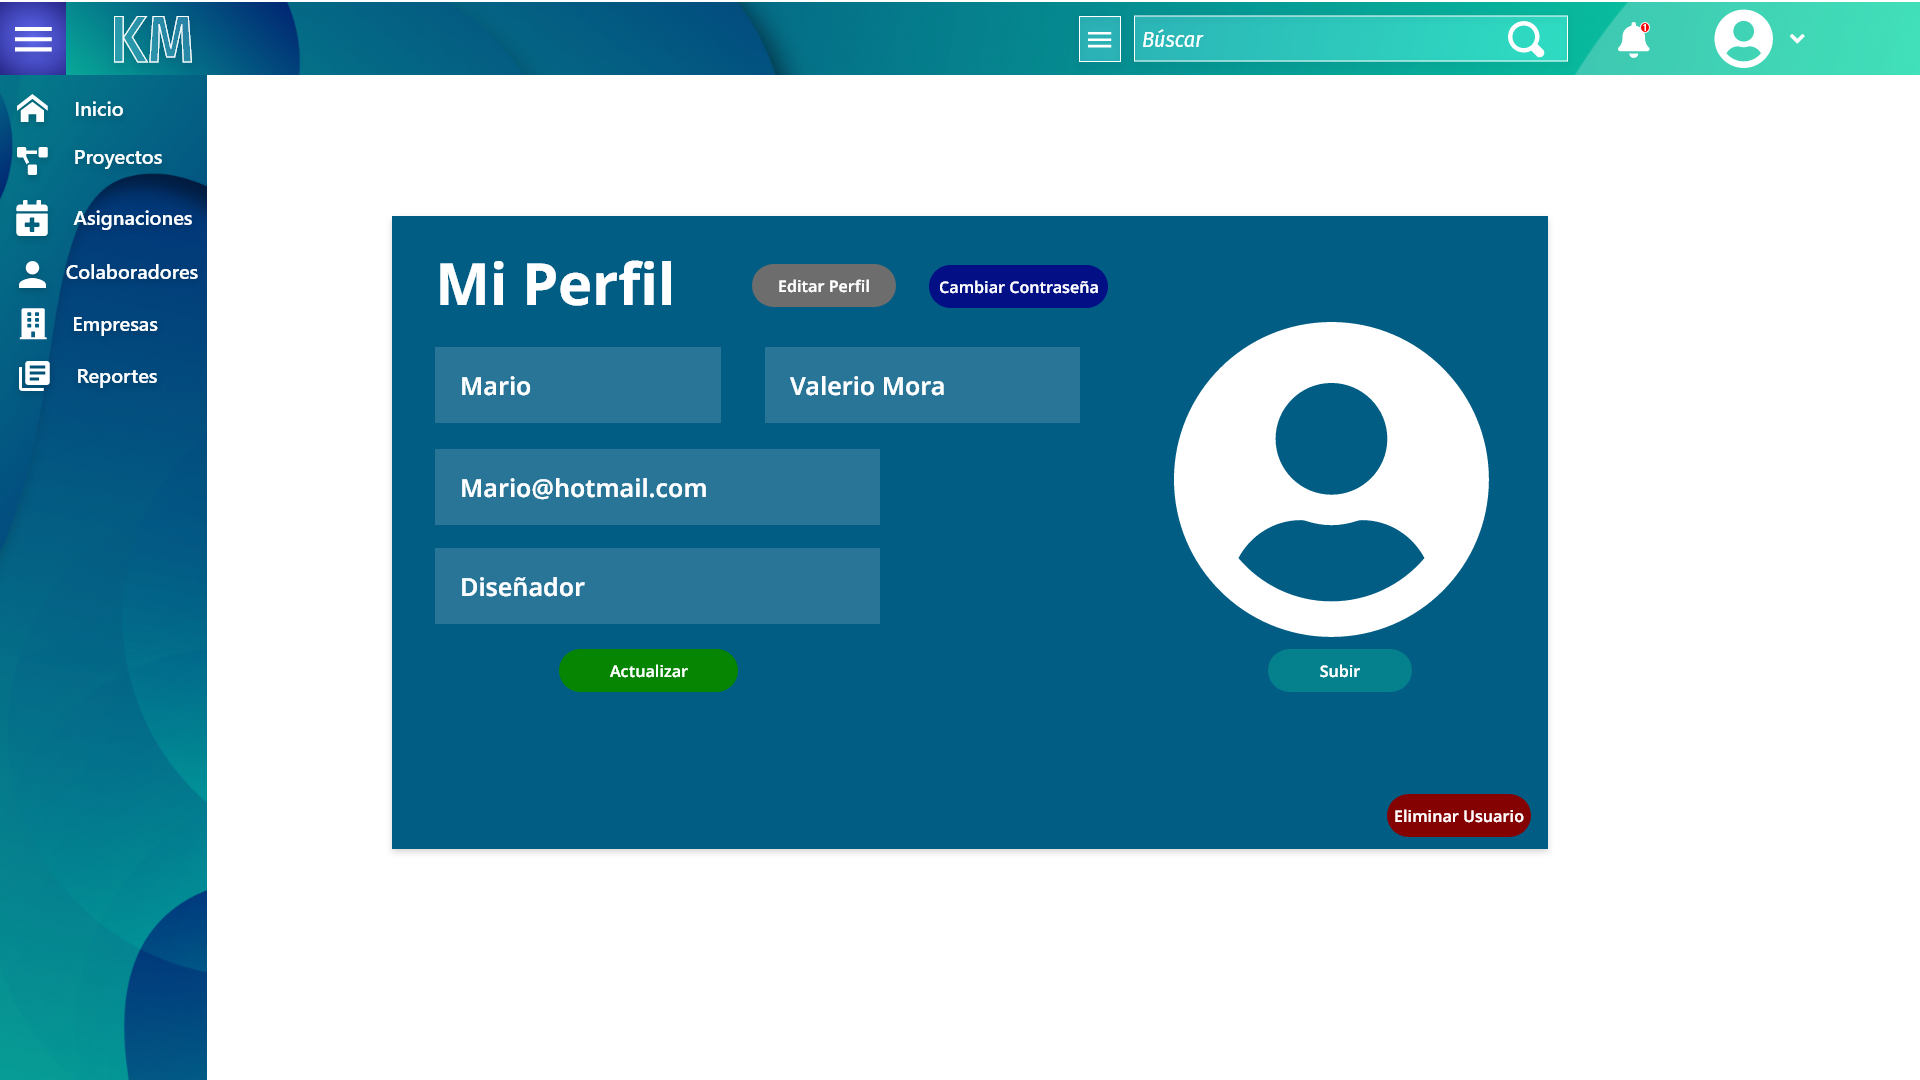 KM
Búscar
1
Inicio
Proyectos
Asignaciones
Colaboradores
Empresas
Reportes
Mi Perfil
Editar Perfil
Cambiar Contraseña
Mario
Valerio Mora
Mario@hotmail.com
Diseñador
Actualizar
Subir
Eliminar Usuario